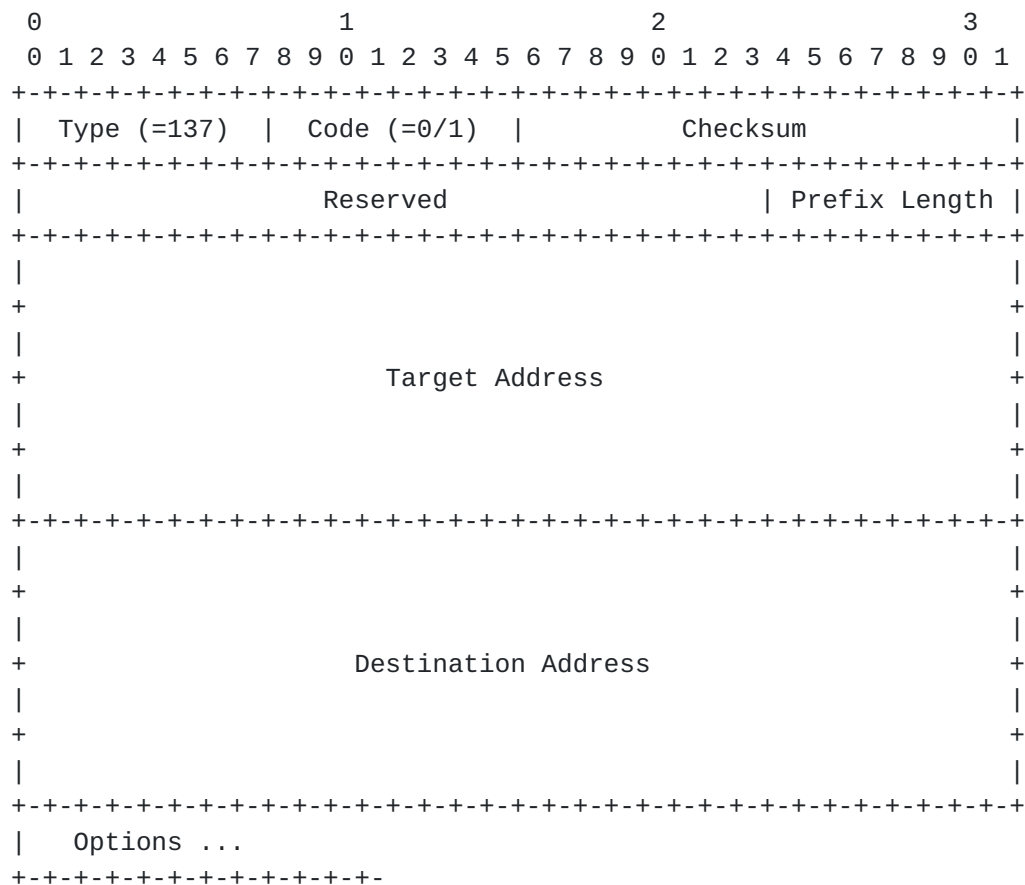 0                   1                   2                   3
 0 1 2 3 4 5 6 7 8 9 0 1 2 3 4 5 6 7 8 9 0 1 2 3 4 5 6 7 8 9 0 1
+-+-+-+-+-+-+-+-+-+-+-+-+-+-+-+-+-+-+-+-+-+-+-+-+-+-+-+-+-+-+-+-+
|  Type (=137)  |  Code (=0/1)  |          Checksum             |
+-+-+-+-+-+-+-+-+-+-+-+-+-+-+-+-+-+-+-+-+-+-+-+-+-+-+-+-+-+-+-+-+
|                   Reserved                    | Prefix Length |
+-+-+-+-+-+-+-+-+-+-+-+-+-+-+-+-+-+-+-+-+-+-+-+-+-+-+-+-+-+-+-+-+
|                                                               |
+                                                               +
|                                                               |
+                       Target Address                          +
|                                                               |
+                                                               +
|                                                               |
+-+-+-+-+-+-+-+-+-+-+-+-+-+-+-+-+-+-+-+-+-+-+-+-+-+-+-+-+-+-+-+-+
|                                                               |
+                                                               +
|                                                               |
+                     Destination Address                       +
|                                                               |
+                                                               +
|                                                               |
+-+-+-+-+-+-+-+-+-+-+-+-+-+-+-+-+-+-+-+-+-+-+-+-+-+-+-+-+-+-+-+-+
|   Options ...
+-+-+-+-+-+-+-+-+-+-+-+-